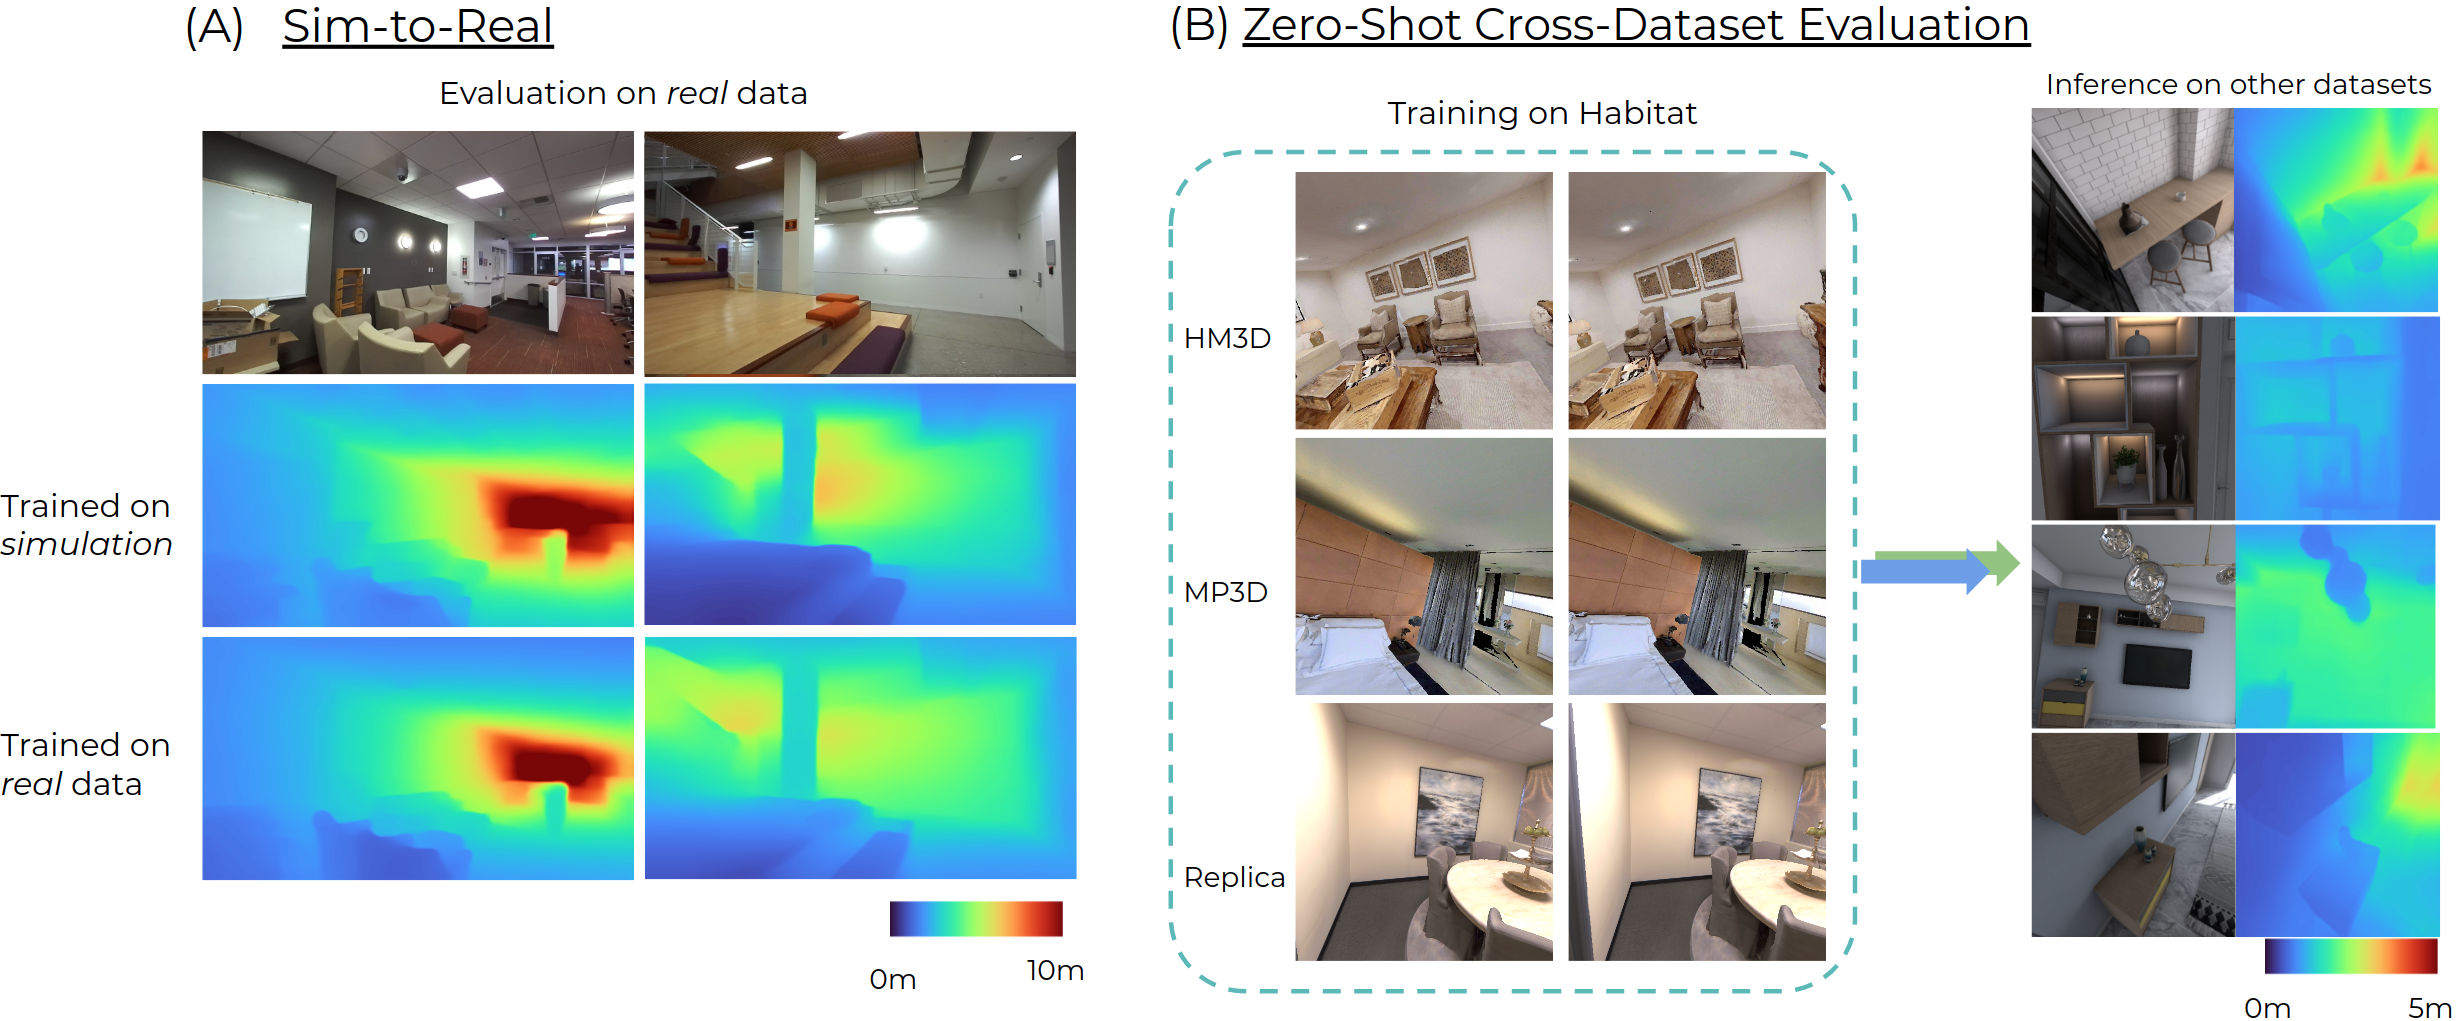 (A) Sim-to-Real
Evaluation on real data
Trained on
simulation
Trained on
real data
0m
10m
(B) Zero-Shot Cross-Dataset Evaluation
Training on Habitat
HM3D
MP3D
Replica
Inference on other datasets
0m
5m